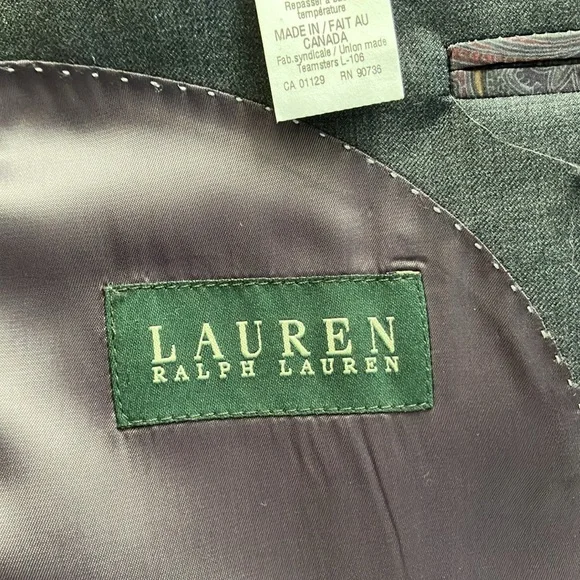 Repasser à
température
MADE IN / FAIT AU
CANADA
Fab.syndicale / Union made
Teamsters L-106
CA 01129 RN 90736
LAUREN
RALPH LAUREN